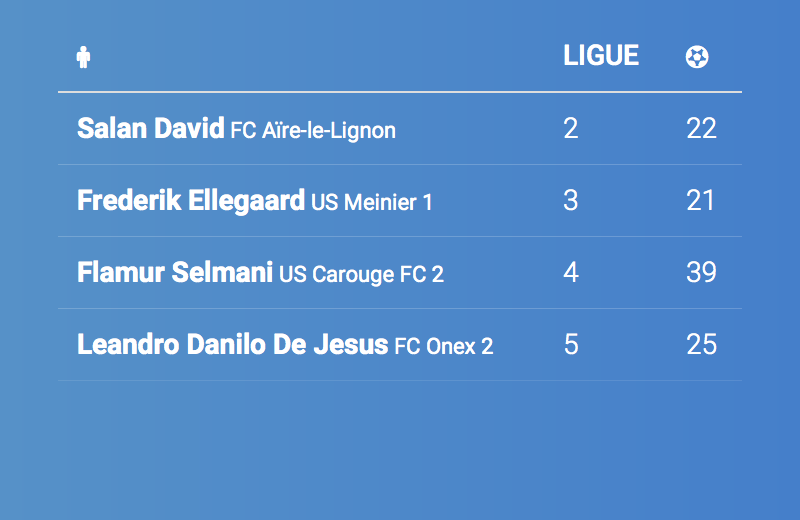 LIGUE
Salan David FC Aïre-le-Lignon 2 22
Frederik Ellegaard US Meinier 1 3 21
Flamur Selmani US Carouge FC 2 4 39
Leandro Danilo De Jesus FC Onex 2 5 25